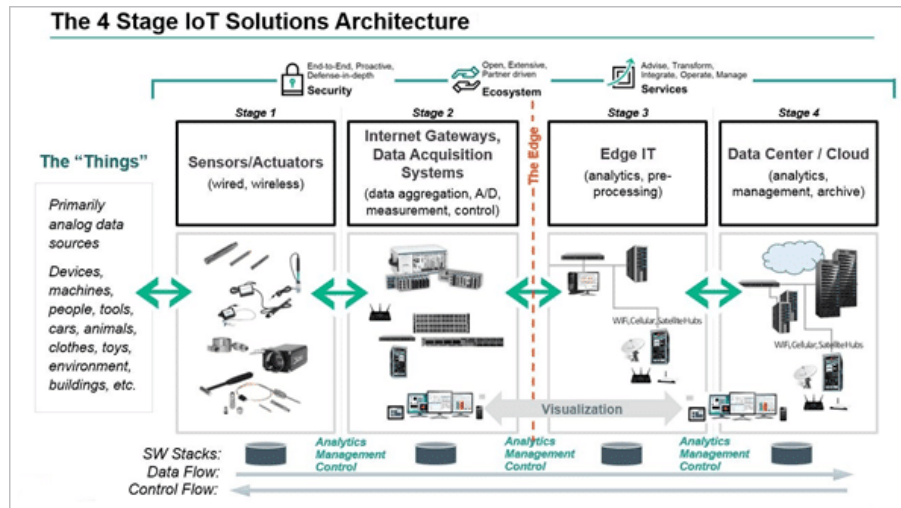 The 4 Stage IoT Solutions Architecture
End-to-End, Proactive,
Defense-in-depth
Security
Open, Extensive,
Partner driven
Ecosystem
Advise, Transform,
Integrate, Operate, Manage
Services
Stage 1
Stage 2
Stage 3
Stage 4
The “Things”
Primarily
analog data
sources
Devices,
machines,
people, tools,
cars, animals,
clothes, toys,
environment,
buildings, etc.
Sensors/Actuators
(wired, wireless)
Internet Gateways,
Data Acquisition
Systems
(data aggregation, A/D,
measurement, control)
The Edge
Edge IT
(analytics, pre-
processing)
Data Center / Cloud
(analytics,
management, archive)
WiFi, Cellular, Satellite Hubs
WiFi, Cellular, Satellite Hubs
Visualization
SW Stacks:
Analytics
Management
Control
Analytics
Management
Control
Analytics
Management
Control
Data Flow:
Control Flow: